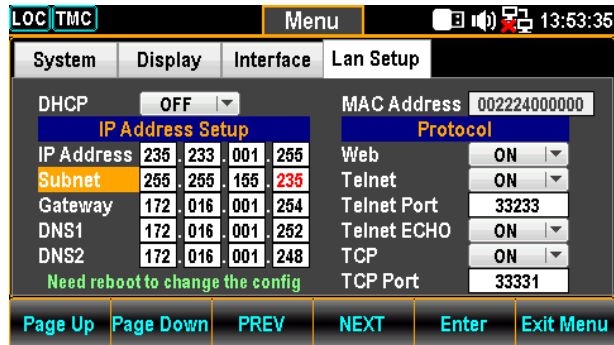 LOC TMC Menu 13:53:35
System Display Interface Lan Setup
DHCP OFF MAC Address 002224000000
IP Address Setup Protocol
IP Address 235 . 233 . 001 . 255 Web ON
Subnet 255 . 255 . 155 . 235 Telnet ON
Gateway 172 . 016 . 001 . 254 Telnet Port 33233
DNS1 172 . 016 . 001 . 252 Telnet ECHO ON
DNS2 172 . 016 . 001 . 248 TCP ON
Need reboot to change the config TCP Port 33331
Page Up Page Down PREV NEXT Enter Exit Menu